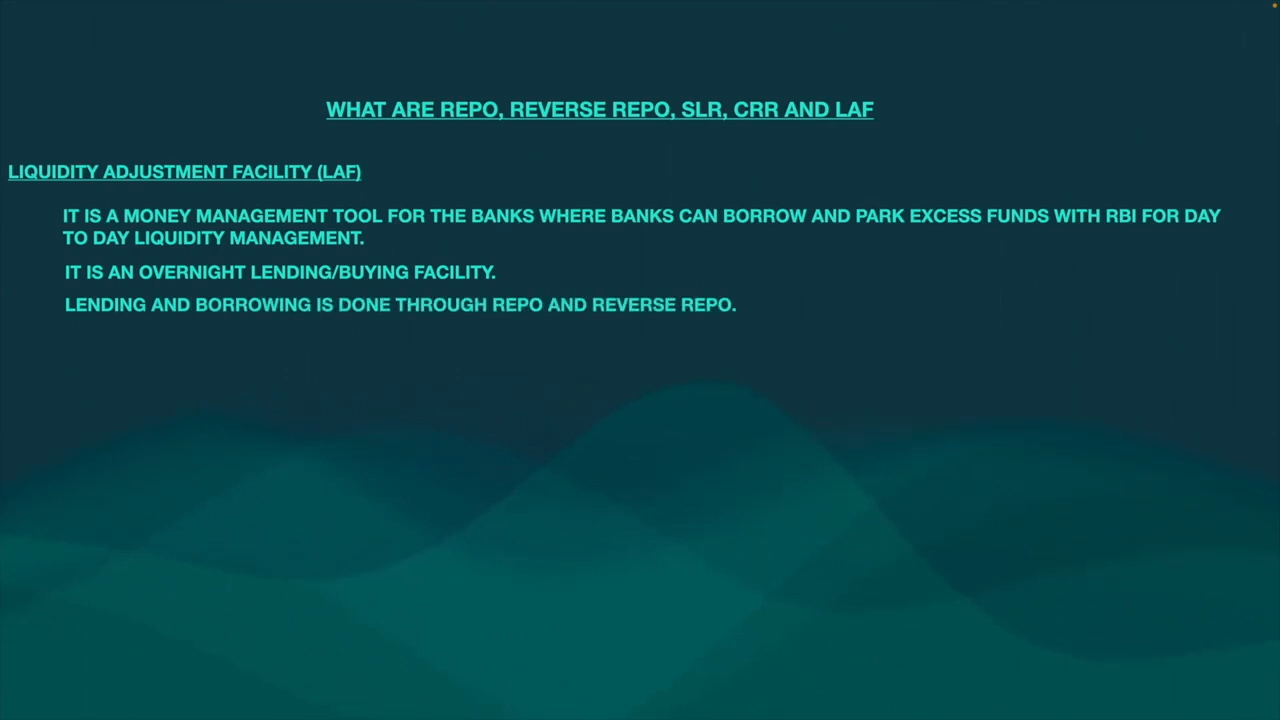 WHAT ARE REPO, REVERSE REPO, SLR, CRR AND LAF
LIQUIDITY ADJUSTMENT FACILITY (LAF)
IT IS A MONEY MANAGEMENT TOOL FOR THE BANKS WHERE BANKS CAN BORROW AND PARK EXCESS FUNDS WITH RBI FOR DAY
TO DAY LIQUIDITY MANAGEMENT.
IT IS AN OVERNIGHT LENDING/BUYING FACILITY.
LENDING AND BORROWING IS DONE THROUGH REPO AND REVERSE REPO.